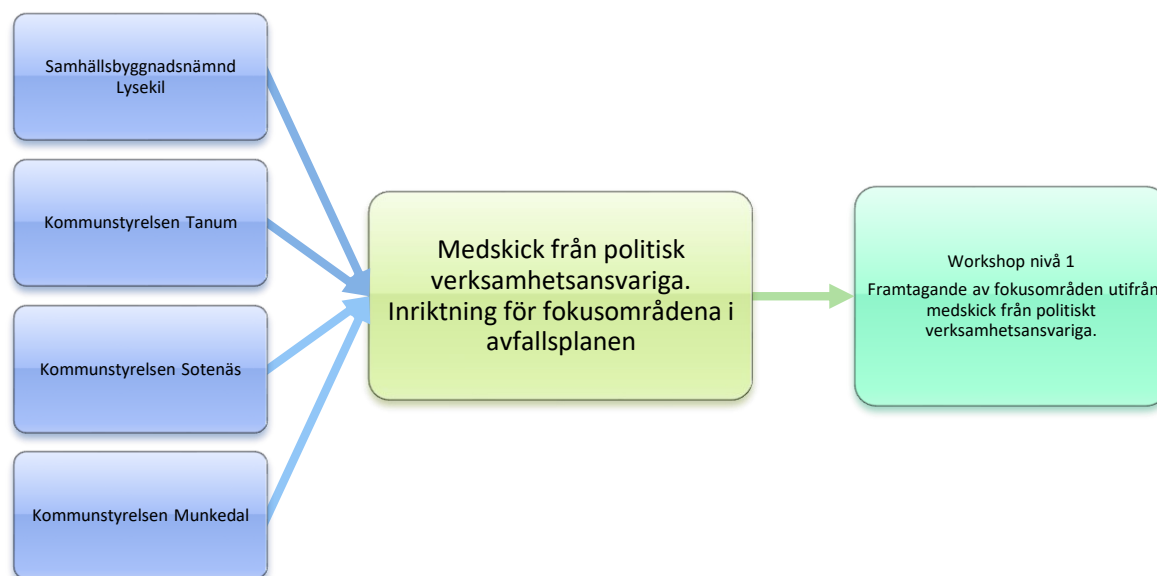 Samhällsbyggnadsnämnd
Lysekil
Kommunstyrelsen Tanum
Kommunstyrelsen Sotenäs
Kommunstyrelsen Munkedal
Medskick från politisk
verksamhetsansvariga.
Inriktning för fokusområdena i
avfallsplanen
Workshop nivå 1
Framtagande av fokusområden utifrån
medskick från politiskt
verksamhetsansvariga.